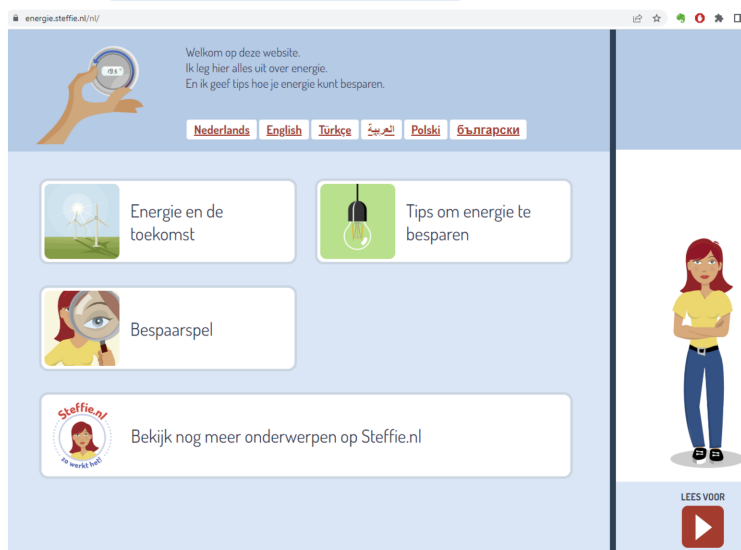 energie.steffie.nl/nl/
Welkom op deze website.
Ik leg hier alles uit over energie.
En ik geef tips hoe je energie kunt besparen.
Nederlands English Türkçe العربية Polski български
Energie en de
toekomst
Tips om energie te
besparen
Bespaarspel
Steffie.nl
zo werkt het!
Bekijk nog meer onderwerpen op Steffie.nl
LEES VOOR